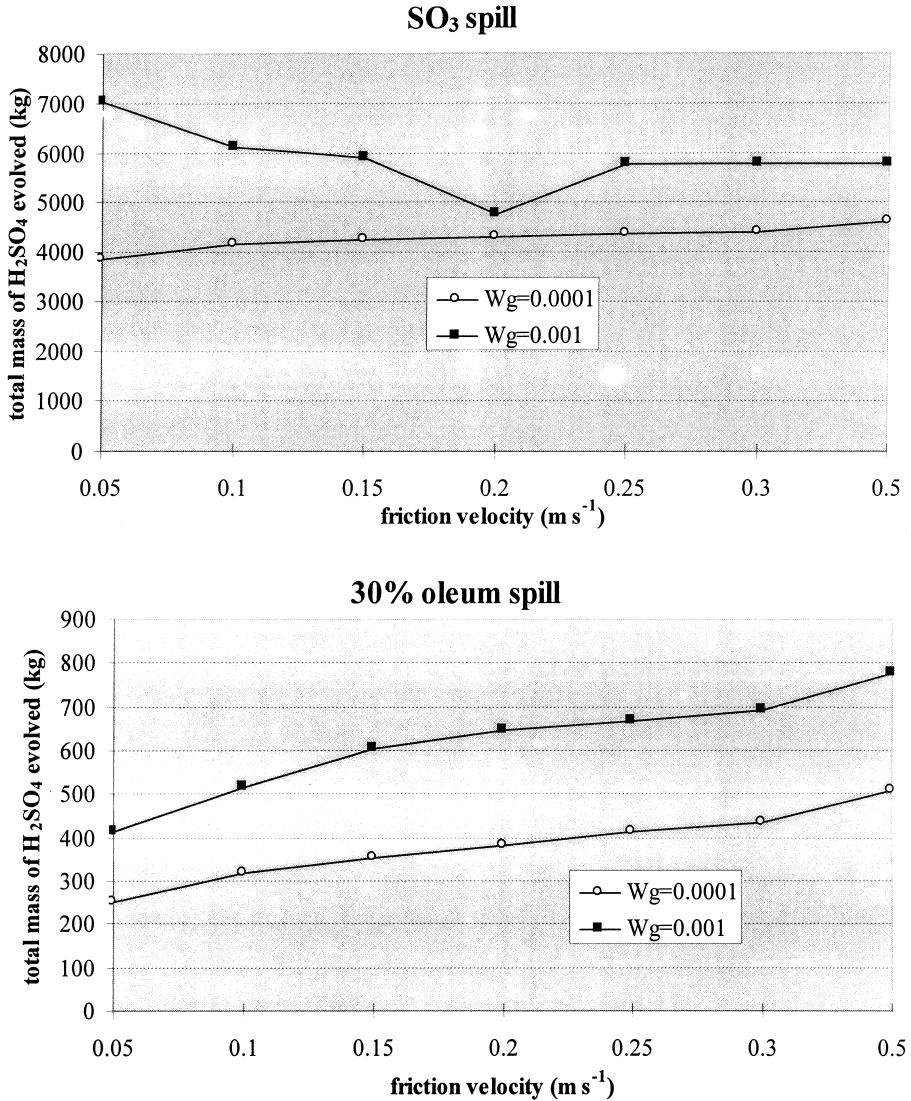 SO₃ spill
total mass of H₂SO₄ evolved (kg)
8000
7000
6000
5000
4000
3000
2000
1000
0
Wg=0.0001
Wg=0.001
0.05 0.1 0.15 0.2 0.25 0.3 0.5
friction velocity (m s⁻¹)
30% oleum spill
total mass of H₂SO₄ evolved (kg)
900
800
700
600
500
400
300
200
100
0
Wg=0.0001
Wg=0.001
0.05 0.1 0.15 0.2 0.25 0.3 0.5
friction velocity (m s⁻¹)